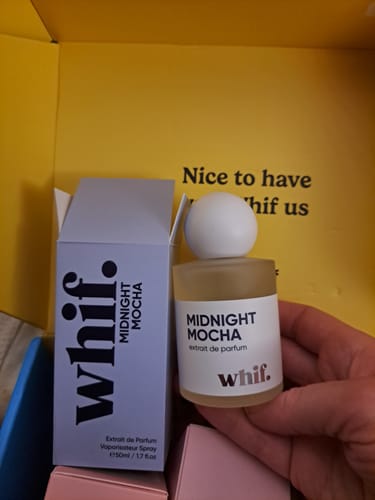 Nice to have
whif us
whif.
MIDNIGHT
MOCHA
Extrait de Parfum
Vaporisateur Spray
℮50ml / 1.7 fl.oz
MIDNIGHT
MOCHA
extrait de parfum
whif.